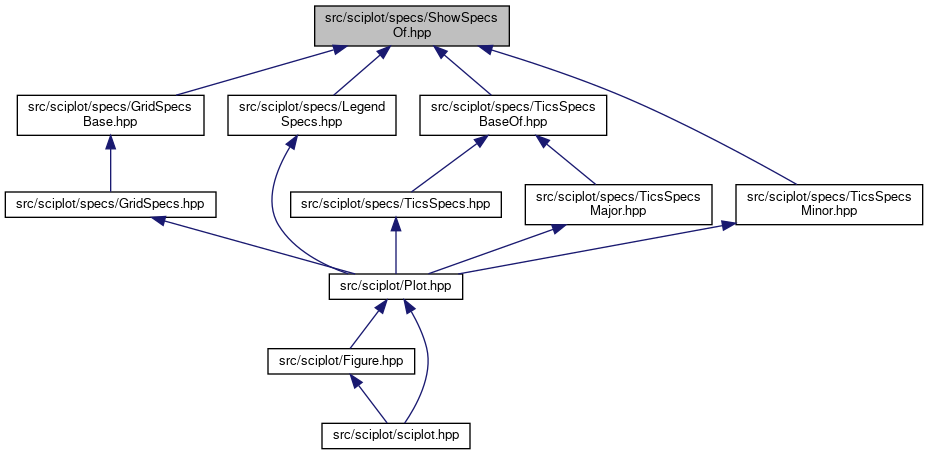 src/sciplot/specs/ShowSpecs
Of.hpp
src/sciplot/specs/GridSpecs
Base.hpp
src/sciplot/specs/Legend
Specs.hpp
src/sciplot/specs/TicsSpecs
BaseOf.hpp
src/sciplot/specs/GridSpecs.hpp
src/sciplot/specs/TicsSpecs.hpp
src/sciplot/specs/TicsSpecs
Major.hpp
src/sciplot/specs/TicsSpecs
Minor.hpp
src/sciplot/Plot.hpp
src/sciplot/Figure.hpp
src/sciplot/sciplot.hpp